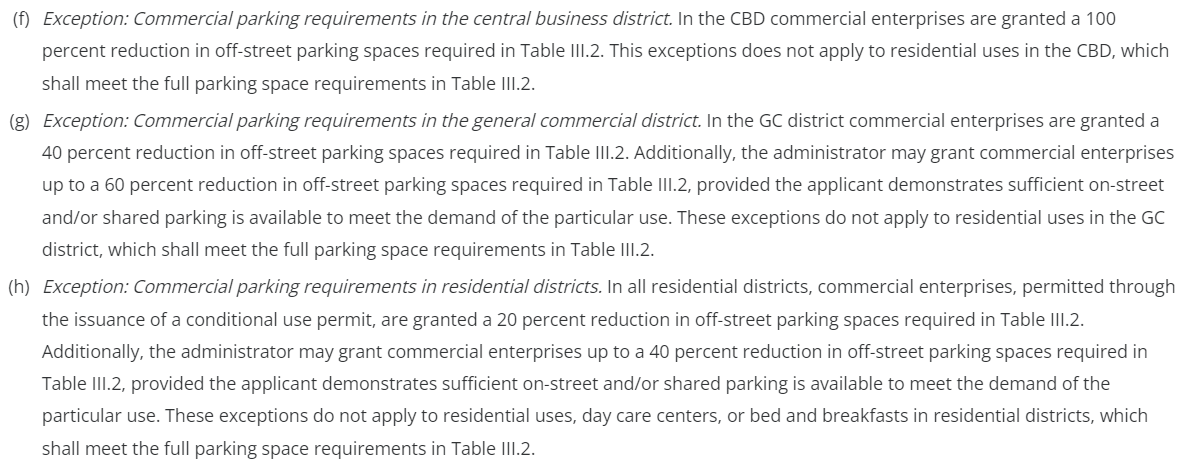 (f) Exception: Commercial parking requirements in the central business district. In the CBD commercial enterprises are granted a 100
percent reduction in off-street parking spaces required in Table III.2. This exceptions does not apply to residential uses in the CBD, which
shall meet the full parking space requirements in Table III.2.
(g) Exception: Commercial parking requirements in the general commercial district. In the GC district commercial enterprises are granted a
40 percent reduction in off-street parking spaces required in Table III.2. Additionally, the administrator may grant commercial enterprises
up to a 60 percent reduction in off-street parking spaces required in Table III.2, provided the applicant demonstrates sufficient on-street
and/or shared parking is available to meet the demand of the particular use. These exceptions do not apply to residential uses in the GC
district, which shall meet the full parking space requirements in Table III.2.
(h) Exception: Commercial parking requirements in residential districts. In all residential districts, commercial enterprises, permitted through
the issuance of a conditional use permit, are granted a 20 percent reduction in off-street parking spaces required in Table III.2.
Additionally, the administrator may grant commercial enterprises up to a 40 percent reduction in off-street parking spaces required in
Table III.2, provided the applicant demonstrates sufficient on-street and/or shared parking is available to meet the demand of the
particular use. These exceptions do not apply to residential uses, day care centers, or bed and breakfasts in residential districts, which
shall meet the full parking space requirements in Table III.2.